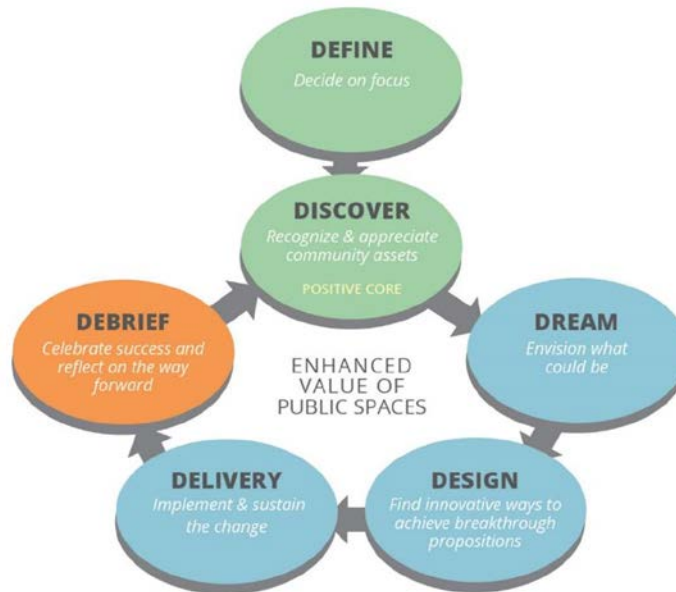 DEFINE
Decide on focus
DISCOVER
Recognize & appreciate
community assets
POSITIVE CORE
DREAM
Envision what
could be
DESIGN
Find innovative ways to
achieve breakthrough
propositions
DELIVERY
Implement & sustain
the change
DEBRIEF
Celebrate success and
reflect on the way
forward
ENHANCED
VALUE OF
PUBLIC SPACES